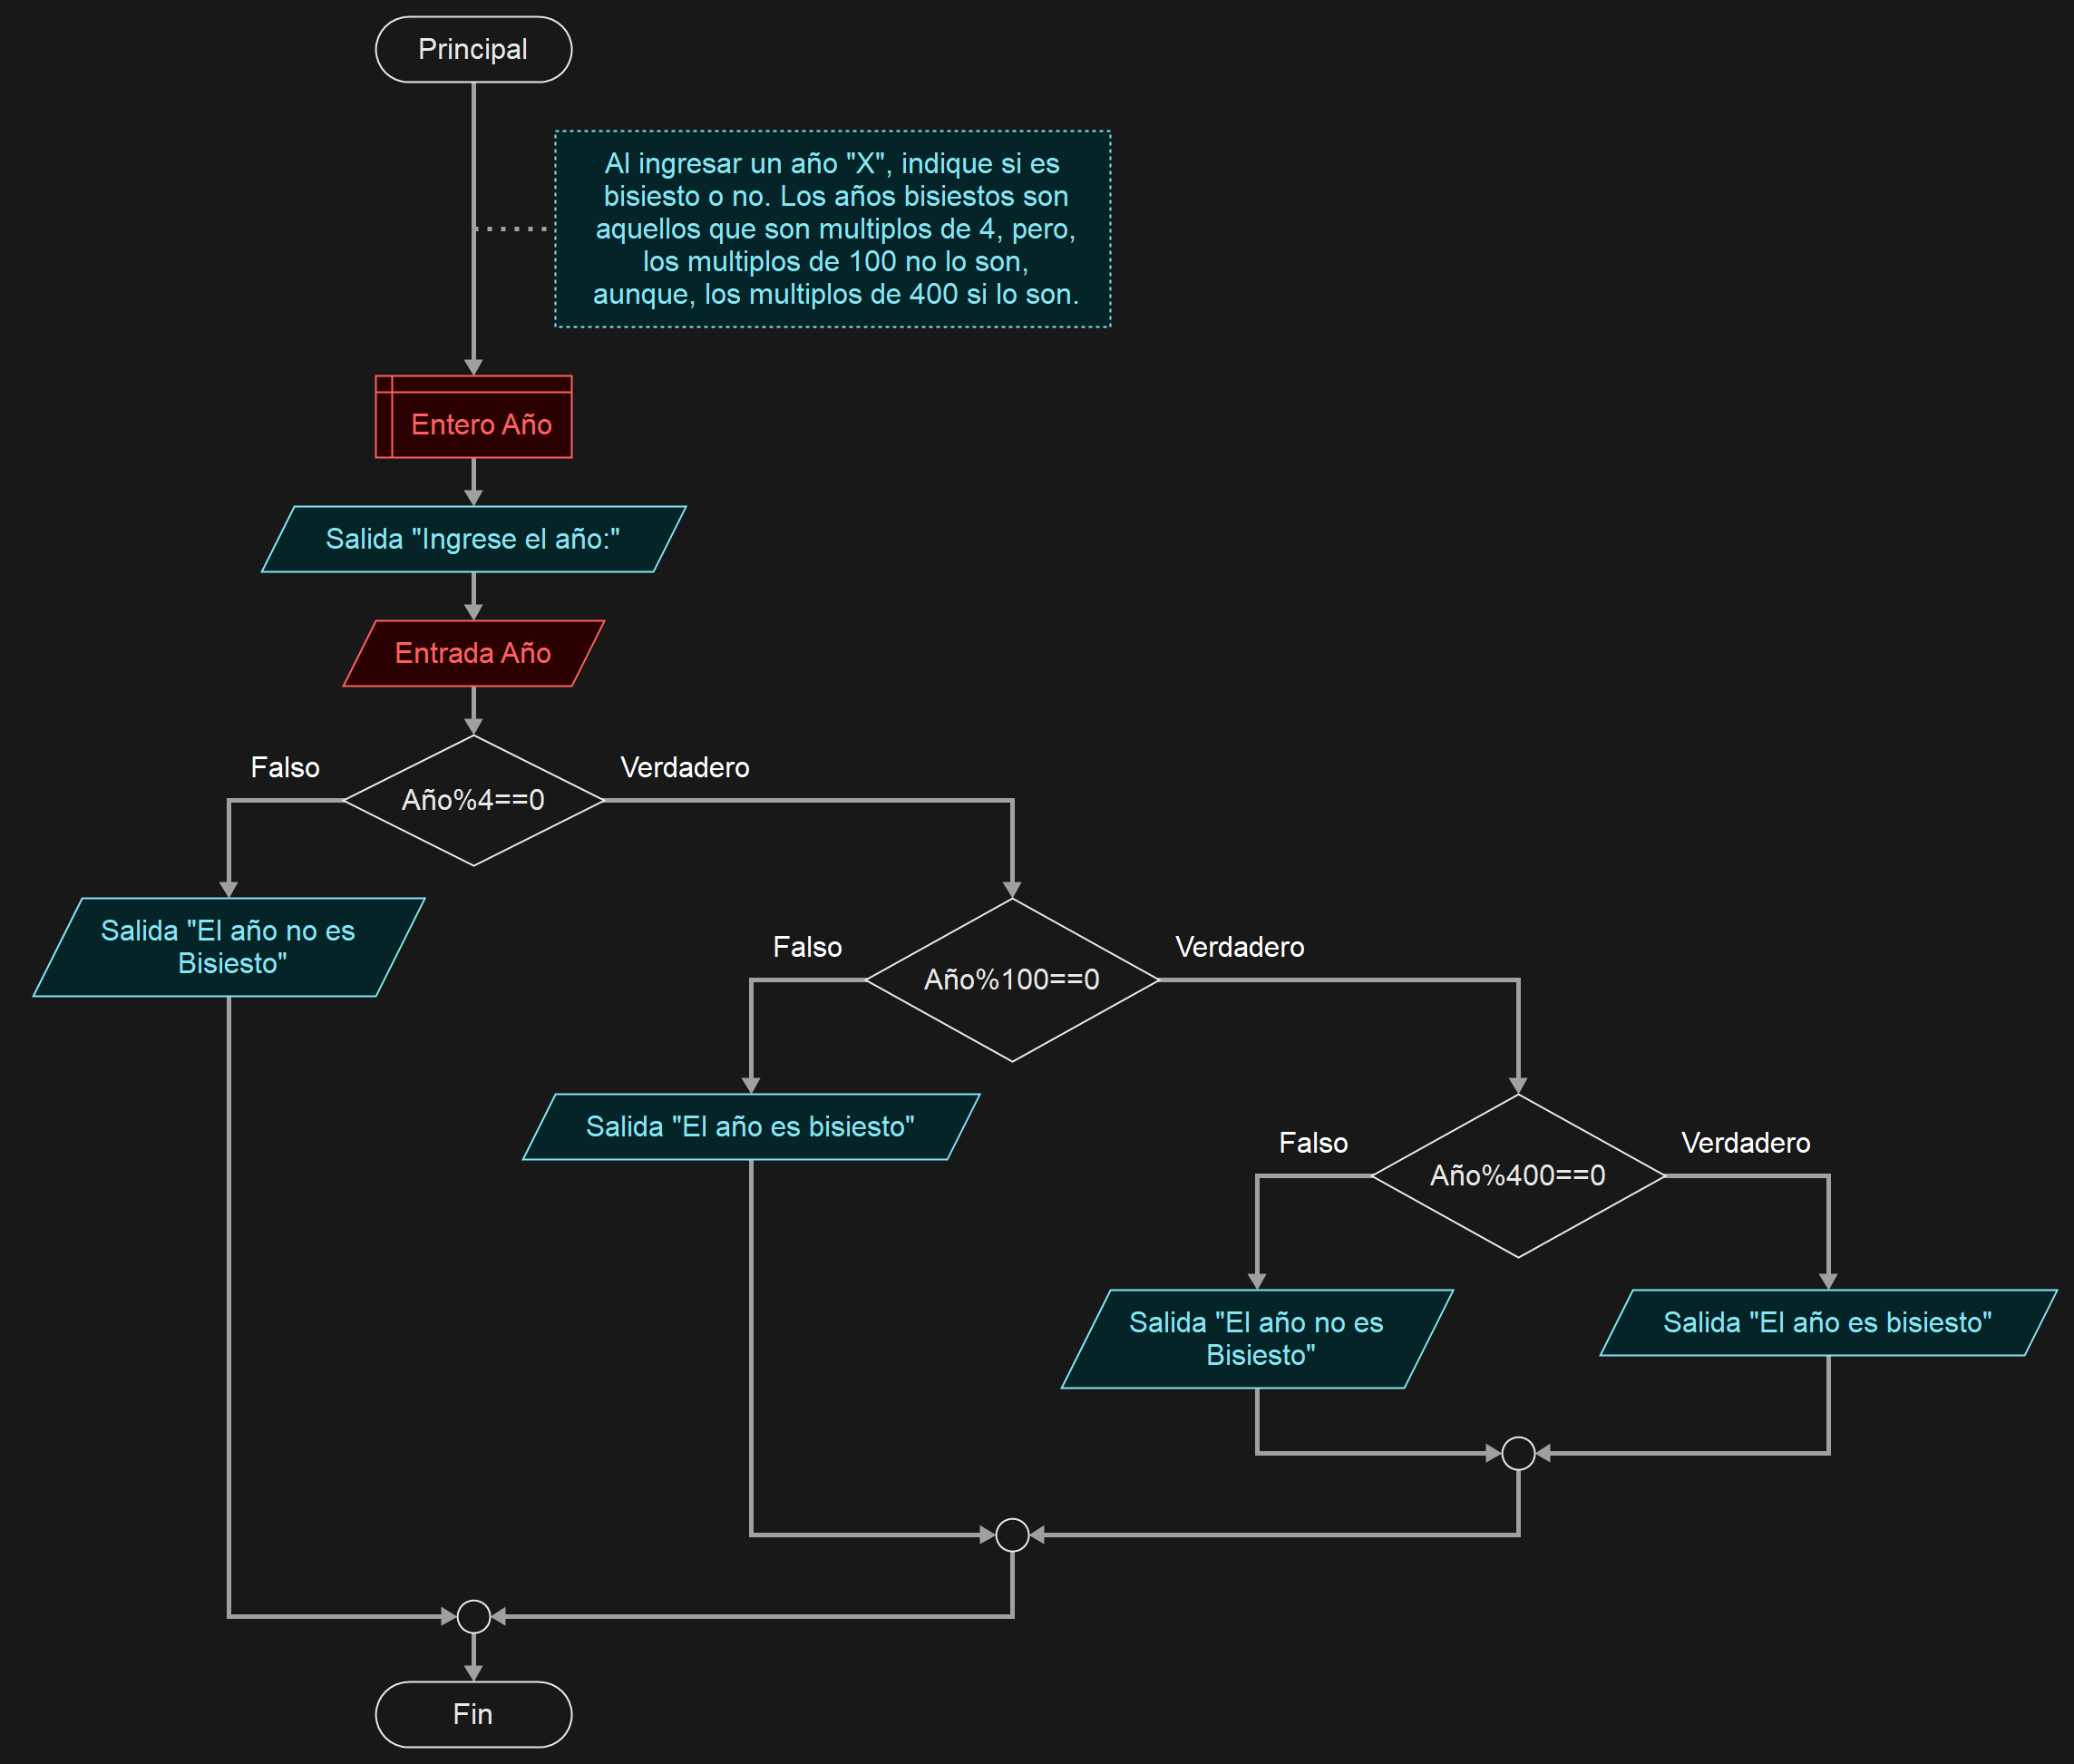 Principal
Al ingresar un año "X", indique si es
bisiesto o no. Los años bisiestos son
aquellos que son multiplos de 4, pero,
los multiplos de 100 no lo son,
aunque, los multiplos de 400 si lo son.
Entero Año
Salida "Ingrese el año:"
Entrada Año
Falso
Verdadero
Año%4==0
Salida "El año no es
Bisiesto"
Falso
Verdadero
Año%100==0
Salida "El año es bisiesto"
Falso
Verdadero
Año%400==0
Salida "El año no es
Bisiesto"
Salida "El año es bisiesto"
Fin